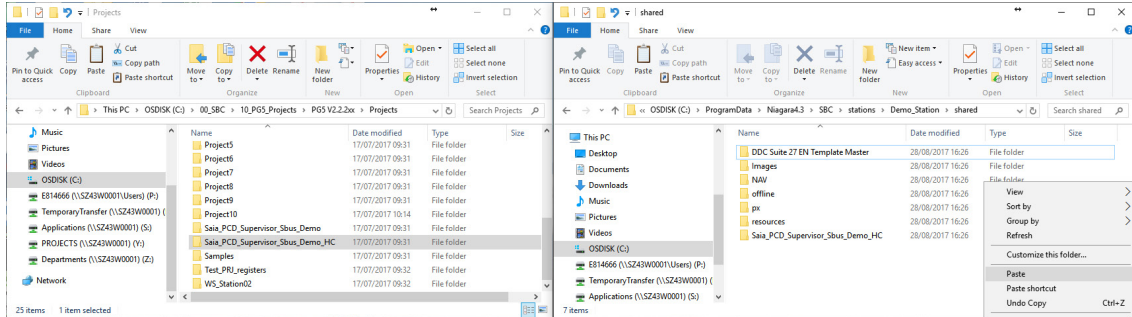 Projects
File Home Share View
Pin to Quick access
Copy
Paste
Cut
Copy path
Paste shortcut
Clipboard
Move to
Copy to
Delete
Rename
Organize
New folder
New
Properties
Open
Edit
History
Open
Select all
Select none
Invert selection
Select
This PC > OSDISK (C:) > 00_SBC > 10_PG5_Projects > PG5 V2.2.2xx > Projects
Search Projects
Music
Pictures
Videos
OSDISK (C:)
E814666 (\\SZ43W0001\Users) (P:)
TemporaryTransfer (\\SZ43W0001) (
Applications (\\SZ43W0001) (S:)
PROJECTS (\\SZ43W0001) (Y:)
Departments (\\SZ43W0001) (Z:)
Network
Name Date modified Type Size
Project5 17/07/2017 09:31 File folder
Project6 17/07/2017 09:31 File folder
Project7 17/07/2017 09:31 File folder
Project8 17/07/2017 09:31 File folder
Project9 17/07/2017 09:31 File folder
Project10 17/07/2017 10:14 File folder
Saia_PCD_Supervisor_Sbus_Demo 17/07/2017 09:31 File folder
Saia_PCD_Supervisor_Sbus_Demo_HC 17/07/2017 09:31 File folder
Samples 17/07/2017 09:31 File folder
Test_PRJ_registers 17/07/2017 09:32 File folder
WS_Station02 17/07/2017 09:32 File folder
25 items 1 item selected
shared
File Home Share View
Pin to Quick access
Copy
Paste
Cut
Copy path
Paste shortcut
Clipboard
Move to
Copy to
Delete
Rename
Organize
New folder
New item
Easy access
New
Properties
Open
Edit
History
Open
Select all
Select none
Invert selection
Select
« OSDISK (C:) > ProgramData > Niagara4.3 > SBC > stations > Demo_Station > shared
Search shared
This PC
Desktop
Documents
Downloads
Music
Pictures
Videos
OSDISK (C:)
E814666 (\\SZ43W0001\Users) (P:)
TemporaryTransfer (\\SZ43W0001) (
Applications (\\SZ43W0001) (S:)
Name Date modified Type Size
DDC Suite 27 EN Template Master 28/08/2017 16:26 File folder
Images 28/08/2017 16:26 File folder
NAV 28/08/2017 16:26 File folder
offline 28/08/2017 16:26
px 28/08/2017 16:26
resources 28/08/2017 16:26
Saia_PCD_Supervisor_Sbus_Demo_HC 28/08/2017 16:26
View
Sort by
Group by
Refresh
Customize this folder...
Paste
Paste shortcut
Undo Copy Ctrl+Z
7 items